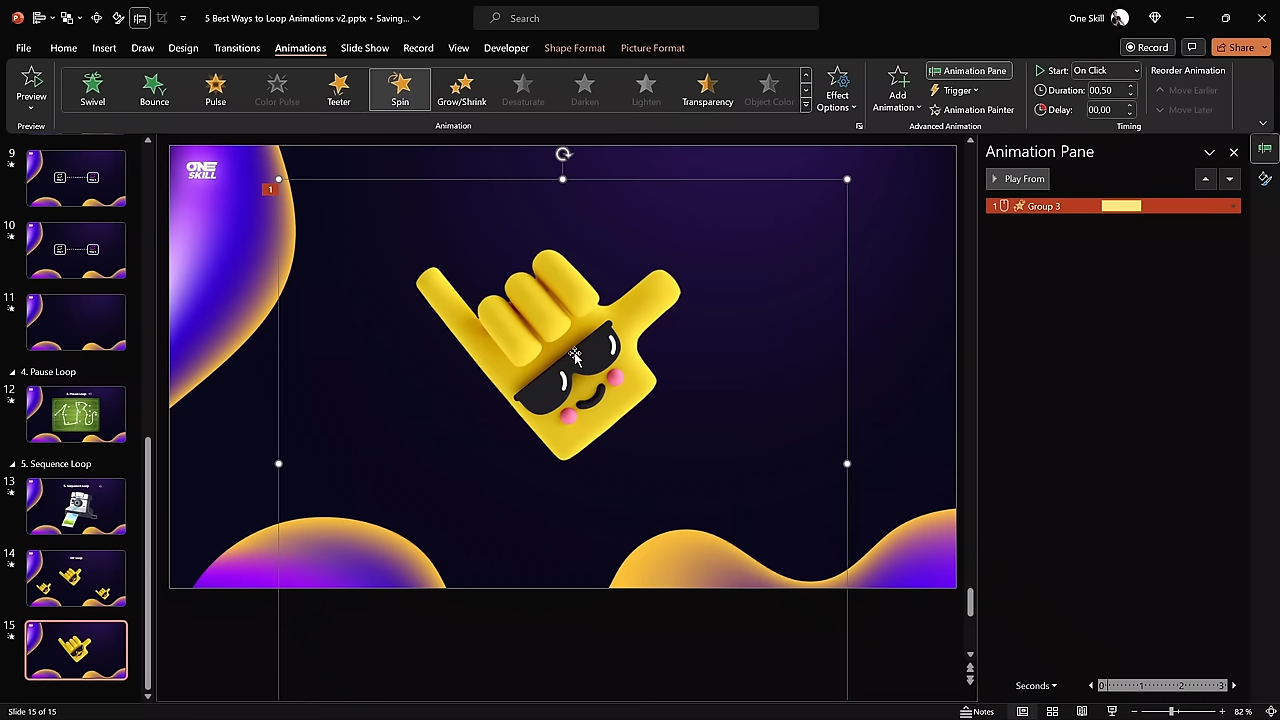 5 Best Ways to Loop Animations v2.pptx • Saving...
Search
One Skill
File Home Insert Draw Design Transitions Animations Slide Show Record View Developer Shape Format Picture Format
Record
Share
Preview
Swivel Bounce Pulse Color Pulse Teeter Spin Grow/Shrink Desaturate Darken Lighten Transparency Object Color
Effect Options
Add Animation
Animation Pane
Trigger
Animation Painter
Start: On Click
Duration: 00,50
Delay: 00,00
Reorder Animation
Move Earlier
Move Later
Preview Animation Advanced Animation Timing
9
10
11
4. Pause Loop
12
5. Sequence Loop
13
14
15
ONE
SKILL
1
Animation Pane
Play From
1 Group 3
Seconds 0 1 2 3
Slide 15 of 15
Notes
82 %